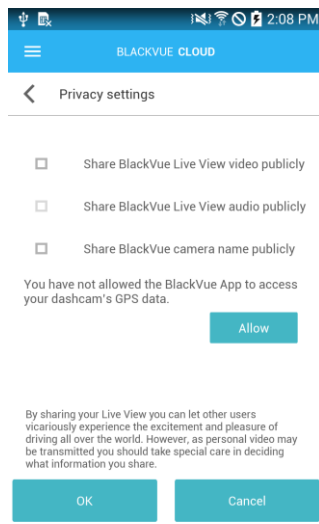 2:08 PM
BLACKVUE CLOUD
Privacy settings
Share BlackVue Live View video publicly
Share BlackVue Live View audio publicly
Share BlackVue camera name publicly
You have not allowed the BlackVue App to access
your dashcam's GPS data.
Allow
By sharing your Live View you can let other users
vicariously experience the excitement and pleasure of
driving all over the world. However, as personal video may
be transmitted you should take special care in deciding
what information you share.
OK
Cancel